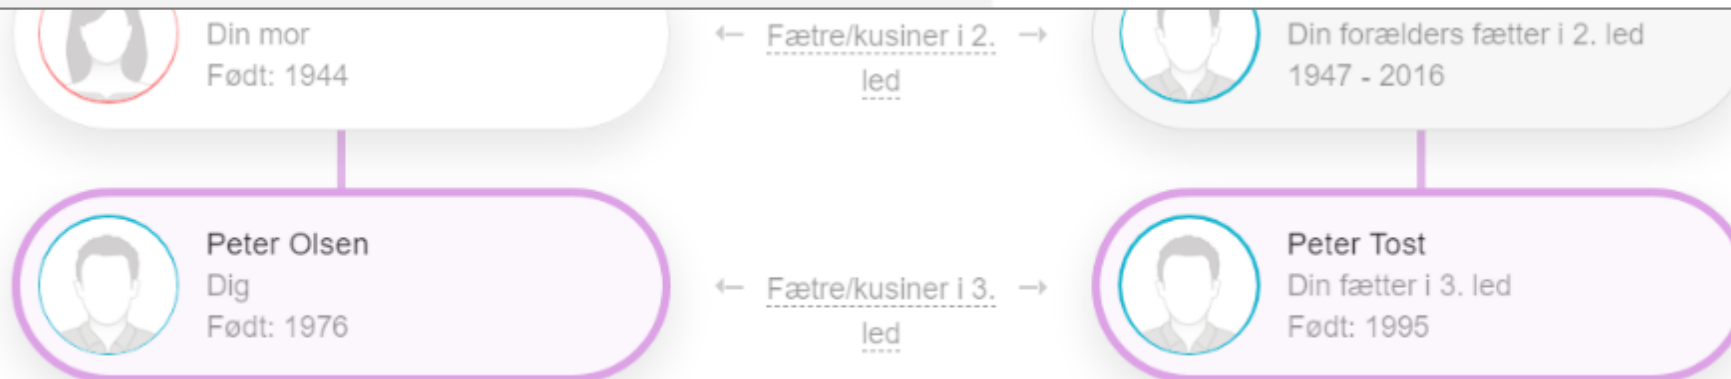 Din mor
Født: 1944
← Fætre/kusiner i 2. →
led
Din forælders fætter i 2. led
1947 - 2016
Peter Olsen
Dig
Født: 1976
← Fætre/kusiner i 3. →
led
Peter Tost
Din fætter i 3. led
Født: 1995